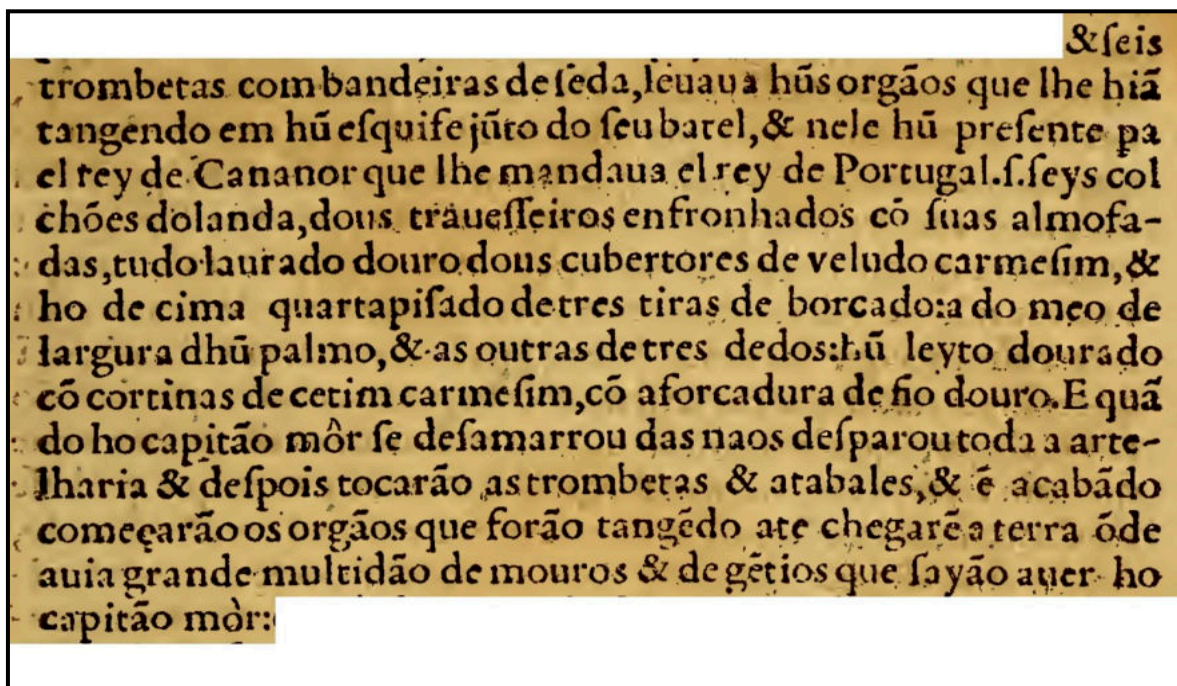 & ſeis
trombetas com bandeiras de ſeda, leuaua hũs orgãos que lhe hiã
tangendo em hũ eſquife jũto do ſeu batel, & nele hũ preſente pa
el rey de Cananor que lhe mandaua el rey de Portugal.ſ.ſeys col
chões dolanda, dous traueſſeiros enfronhados cõ ſuas almofa-
das, tudo laurado douro dous cubertores de veludo carmeſim, &
ho de cima quartapiſado de tres tiras de borcado: a do meo de
largura dhũ palmo, & as outras de tres dedos: hũ leyto dourado
cõ cortinas de cetim carmeſim, cõ aforcadura de fio douro. E quã
do ho capitão môr ſe deſamarrou das naos deſparou toda a arte-
lharia & deſpois tocarão as trombetas & atabales, & ẽ acabãdo
começarão os orgãos que forão tangẽdo ate chegarẽ a terra õde
auia grande multidão de mouros & de gẽtios que ſayão a uer ho
capitão mòr: